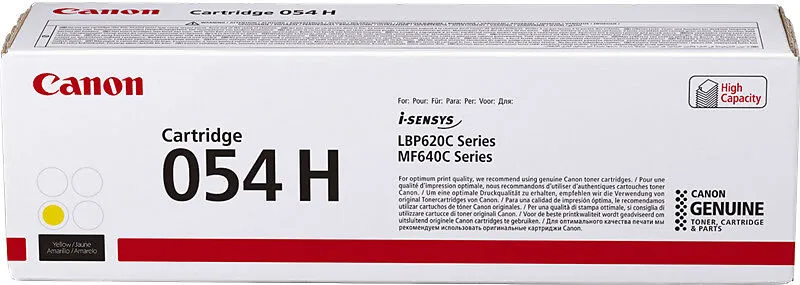 Canon Cartridge 054 H
Canon
High
Capacity
For: Pour: Für: Para: Per: Voor: Для:
i-SENSYS
LBP620C Series
MF640C Series
Cartridge
054 H
For optimum print quality, we recommend using genuine Canon toner cartridges. / Pour une
qualité d'impression optimale, nous recommandons d'utiliser d'authentiques cartouches toner
Canon. / Um eine optimale Druckqualität zu erhalten, empfehlen wir die Verwendung von
original Tonercartridges von Canon. / Para una calidad de impresión óptima, le recomendamos
utilizar cartuchos de tóner Canon originales. / Per una qualità di stampa ottimale, si consiglia di
utilizzare cartucce di toner Canon originali. / Voor de beste printkwaliteit wordt geadviseerd om
uitsluitend originele Canon cartridges te gebruiken. / Для оптимального качества печати мы
рекомендуем использовать оригинальные картриджи Canon.
CANON
GENUINE
TONER, CARTRIDGE
& PARTS
Yellow/Jaune
Amarillo/Amarelo